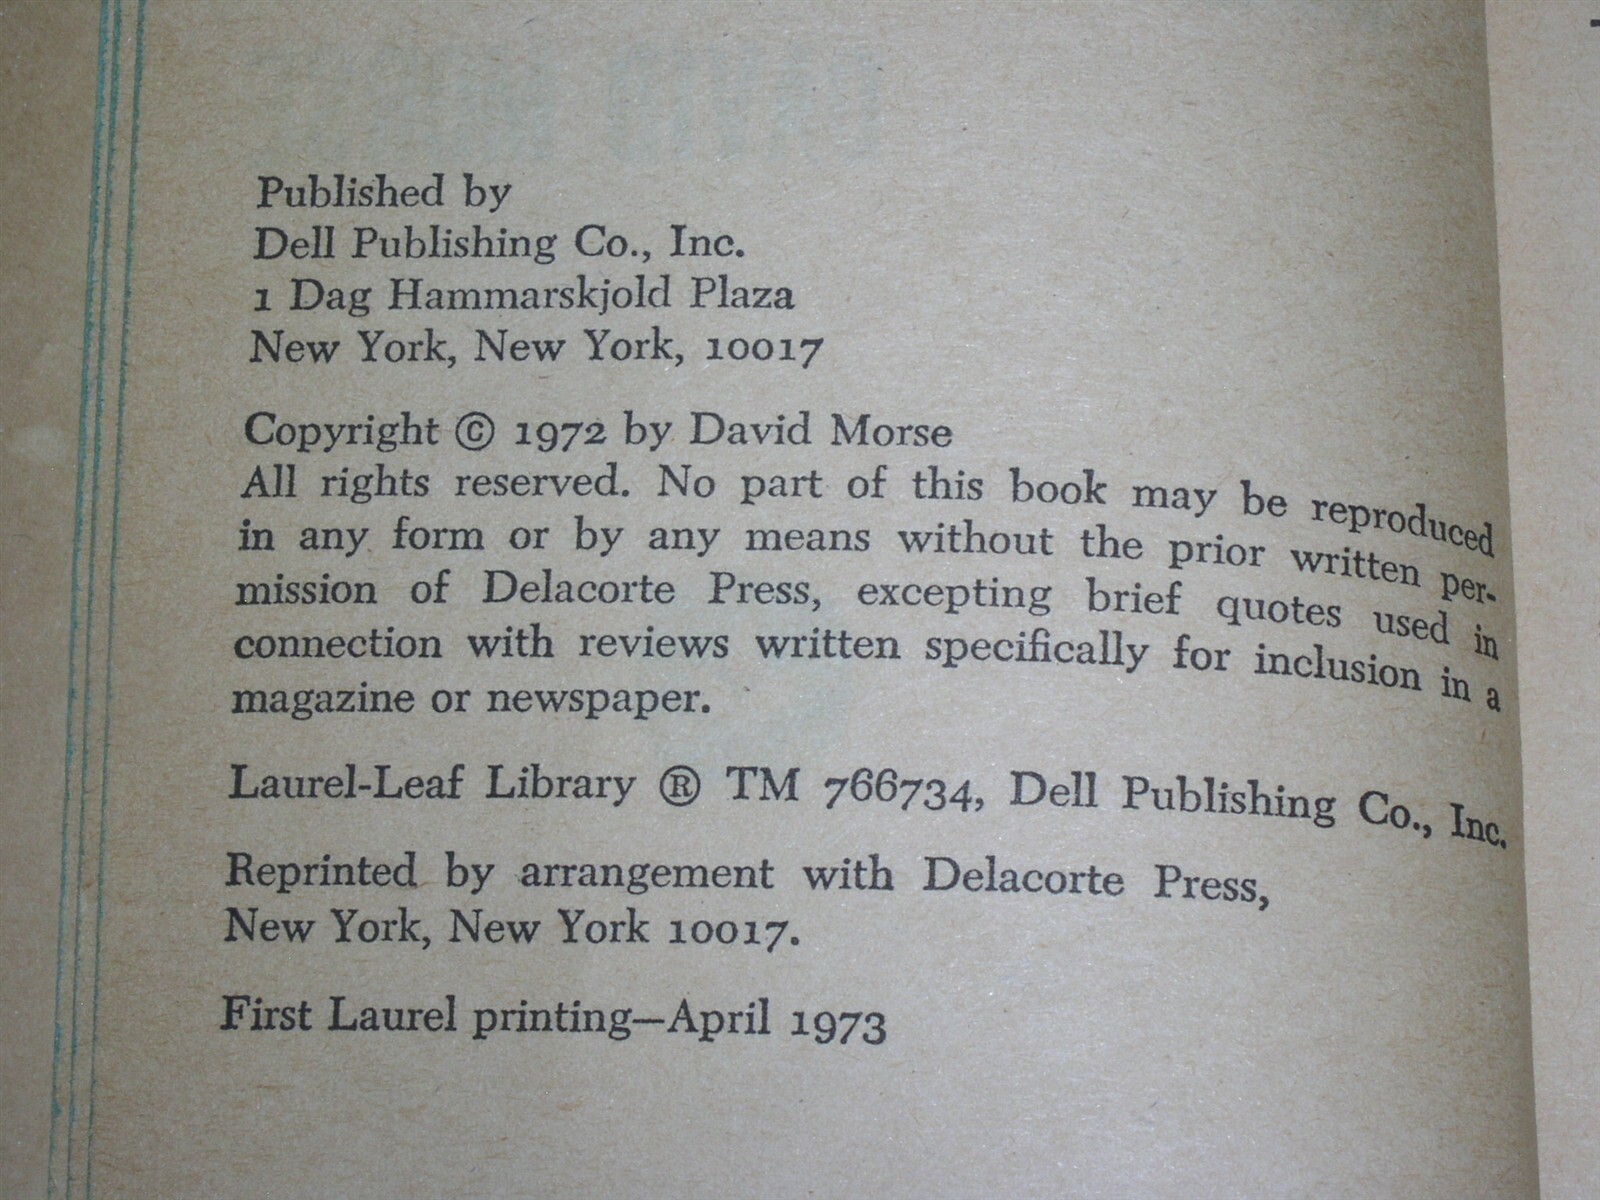 Published by
Dell Publishing Co., Inc.
1 Dag Hammarskjold Plaza
New York, New York, 10017
Copyright © 1972 by David Morse
All rights reserved. No part of this book may be reproduced
in any form or by any means without the prior written per-
mission of Delacorte Press, excepting brief quotes used in
connection with reviews written specifically for inclusion in a
magazine or newspaper.
Laurel-Leaf Library ® TM 766734, Dell Publishing Co., Inc.
Reprinted by arrangement with Delacorte Press,
New York, New York 10017.
First Laurel printing—April 1973